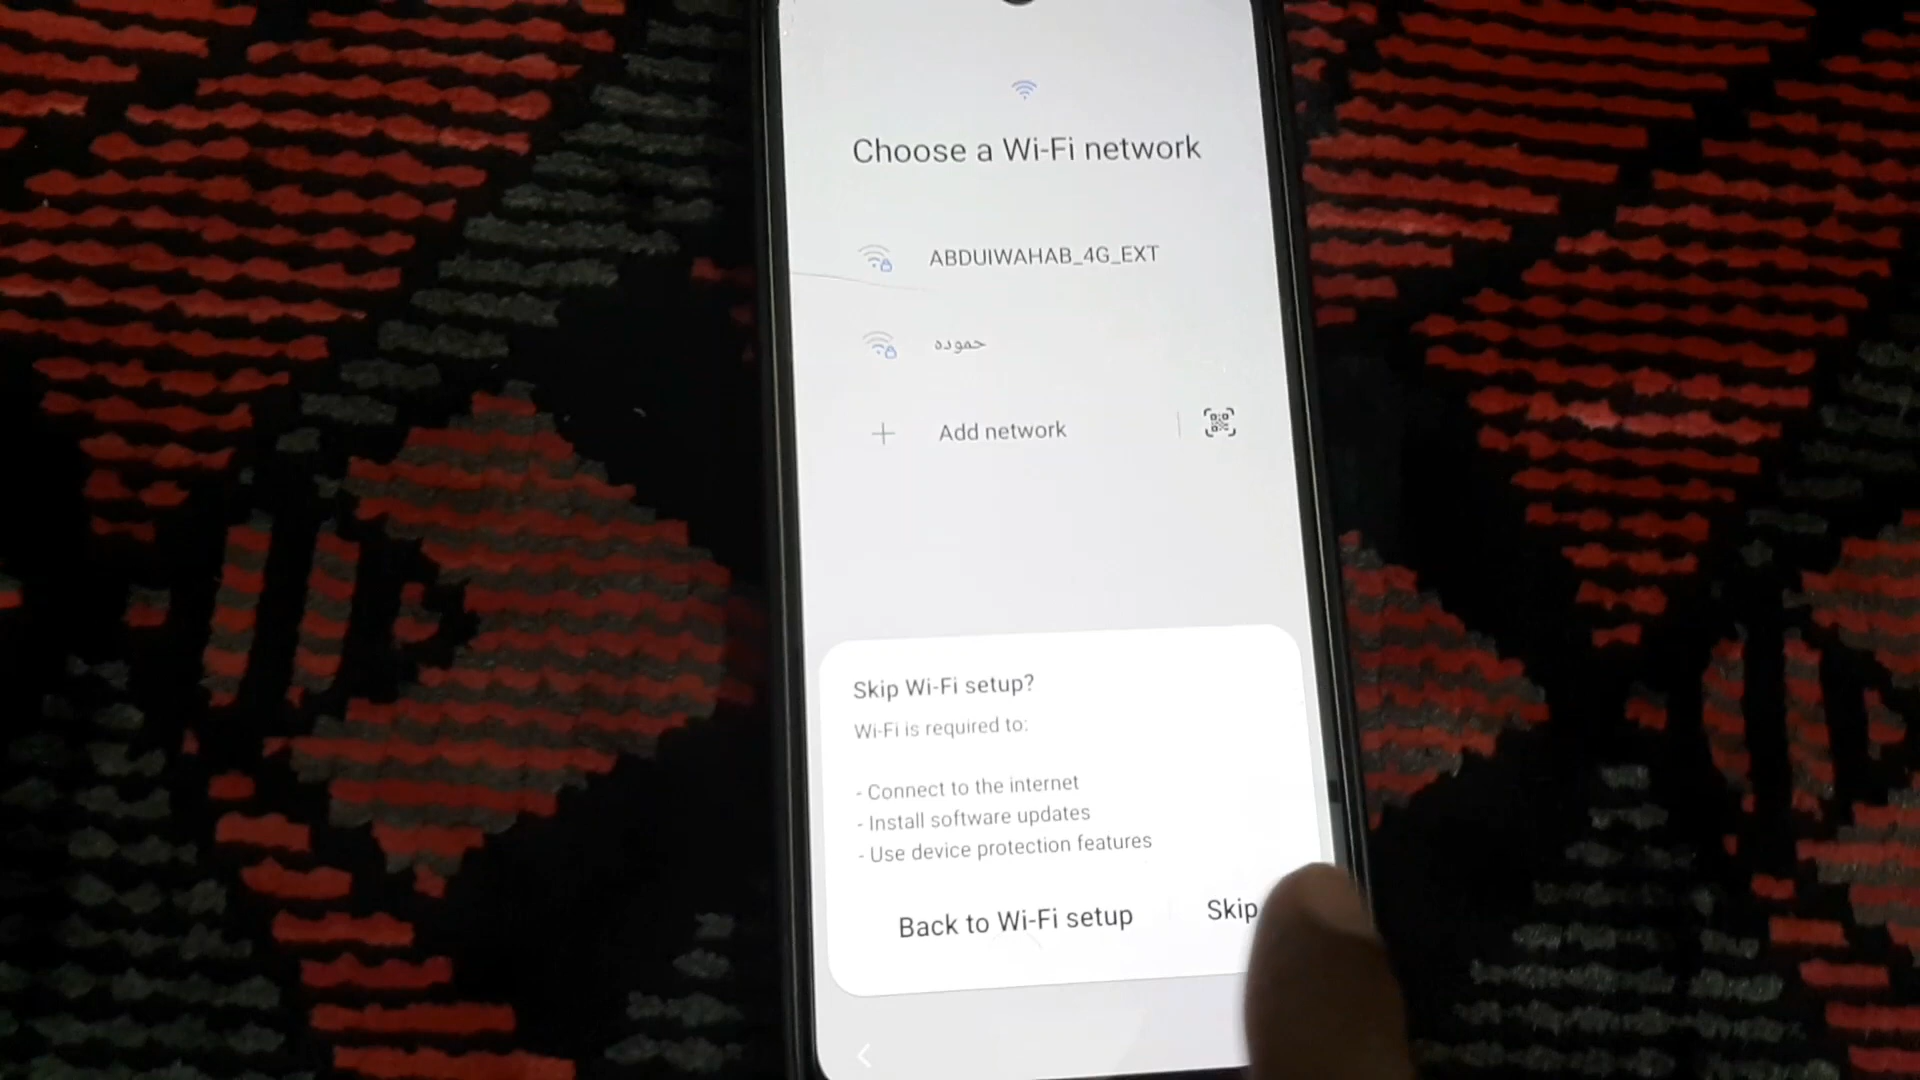 Choose a Wi-Fi network
ABDUIWAHAB_4G_EXT
حموده
Add network
Skip Wi-Fi setup?
Wi-Fi is required to:
- Connect to the internet
- Install software updates
- Use device protection features
Back to Wi-Fi setup
Skip